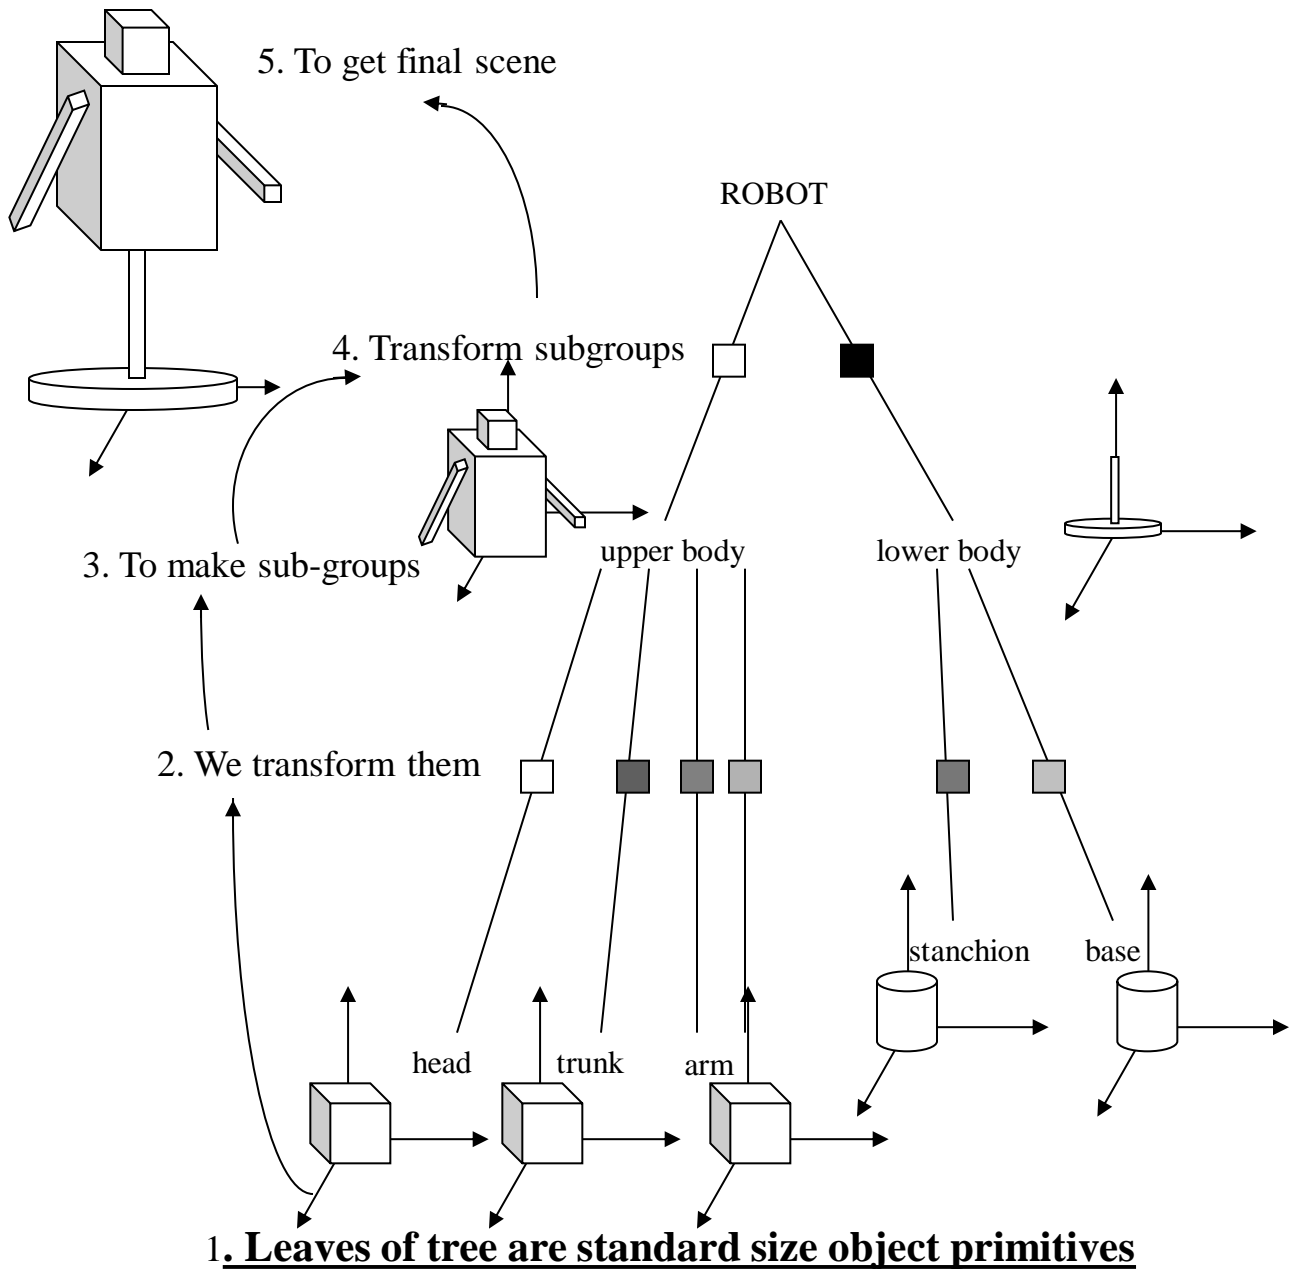 5. To get final scene
ROBOT
4. Transform subgroups
upper body
lower body
3. To make sub-groups
2. We transform them
stanchion
base
head
trunk
arm
1. Leaves of tree are standard size object primitives